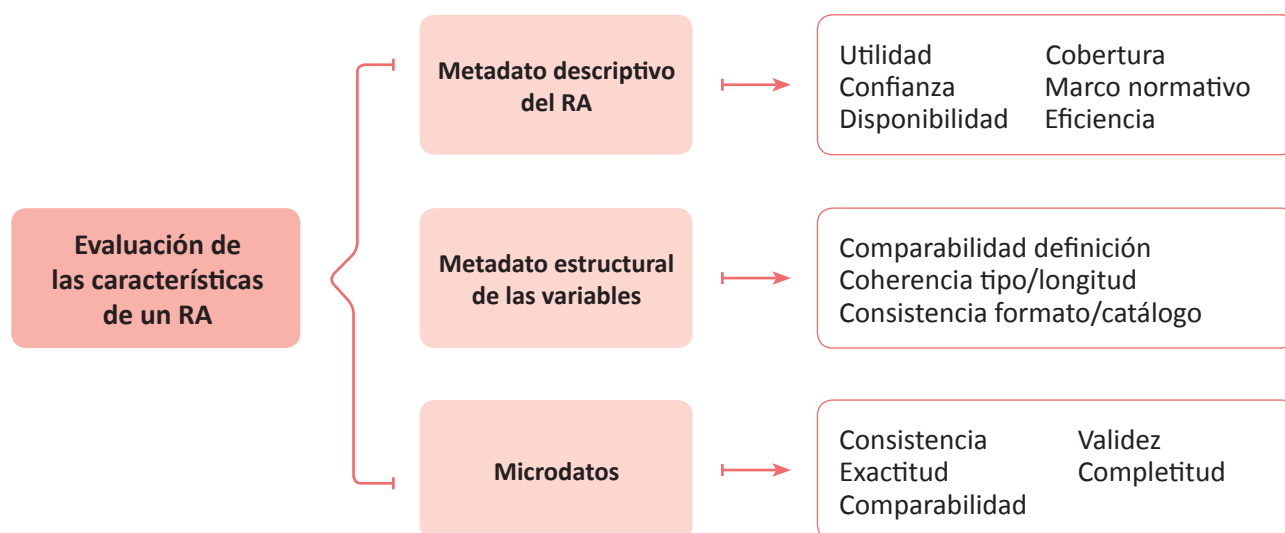 Evaluación de
las características
de un RA
Metadato descriptivo
del RA
Utilidad Cobertura
Confianza Marco normativo
Disponibilidad Eficiencia
Metadato estructural
de las variables
Comparabilidad definición
Coherencia tipo/longitud
Consistencia formato/catálogo
Microdatos
Consistencia Validez
Exactitud Completitud
Comparabilidad